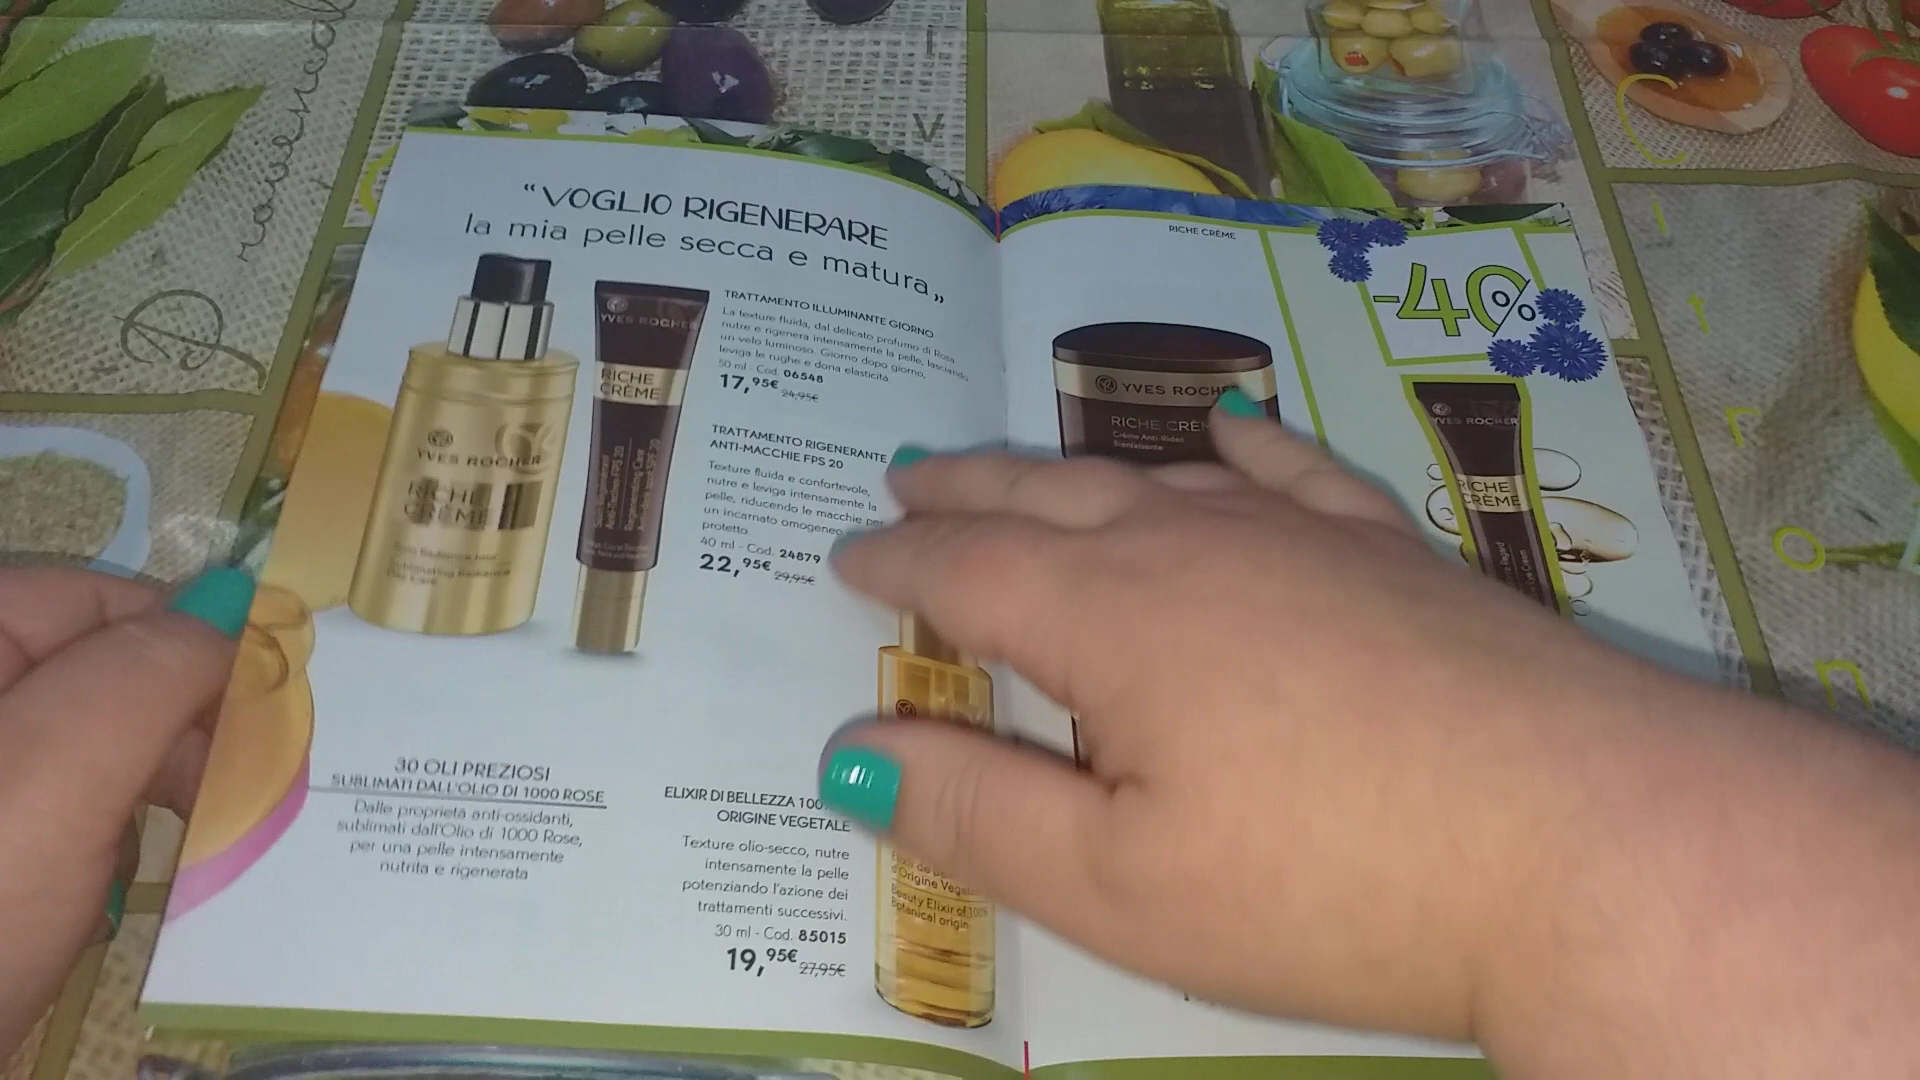 “VOGLIO RIGENERARE
la mia pelle secca e matura„
TRATTAMENTO ILLUMINANTE GIORNO
La texture fluida, dal delicato profumo di Rosa
nutre e rigenera intensamente la pelle, lasciando
un velo luminoso. Giorno dopo giorno,
leviga le rughe e dona elasticità.
50 ml - Cod. 06548
17,95€ 24,95€
TRATTAMENTO RIGENERANTE
ANTI-MACCHIE FPS 20
Texture fluida e confortevole,
nutre e leviga intensamente la
pelle, riducendo le macchie per
un incarnato omogeneo
protetto
40 ml - Cod. 24879
22,95€ 29,95€
YVES ROCHER
RICHE
CRÈME
YVES ROCHER
RICHE
CRÈME
30 OLI PREZIOSI
SUBLIMATI DALL'OLIO DI 1000 ROSE
Dalle proprietà anti-ossidanti,
sublimati dall'Olio di 1000 Rose,
per una pelle intensamente
nutrita e rigenerata
ELIXIR DI BELLEZZA 100
ORIGINE VEGETALE
Texture olio-secco, nutre
intensamente la pelle
potenziando l'azione dei
trattamenti successivi.
30 ml - Cod. 85015
19,95€ 27,95€
d'Origine
Beauty Elixir of 100%
Botanical origin
RICHE CRÈME
-40%
YVES ROCHER
RICHE
Crème Anti-Rides
YVES ROCHER
RICHE
CRÈME